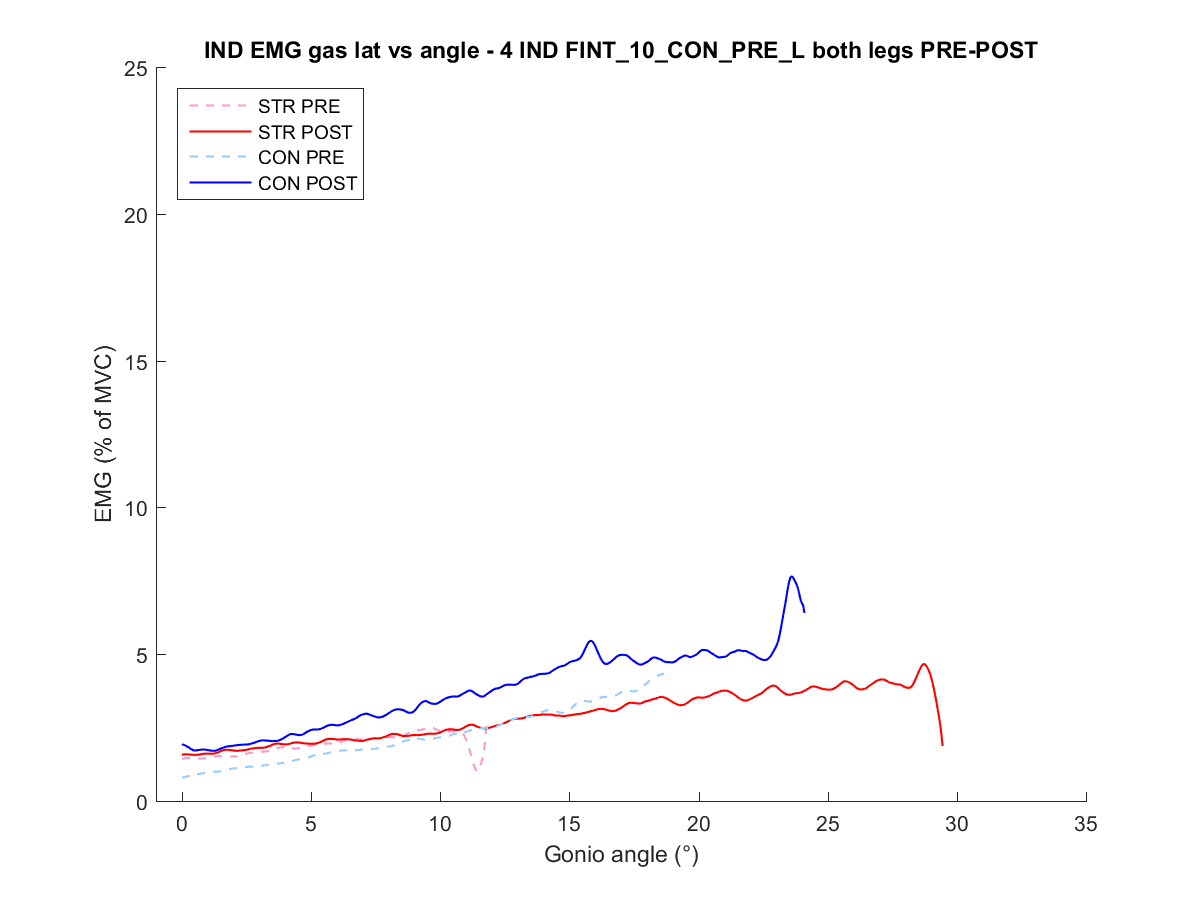 IND EMG gas lat vs angle - 4 IND FINT_10_CON_PRE_L both legs PRE-POST
25
20
15
10
5
0
EMG (% of MVC)
STR PRE
STR POST
CON PRE
CON POST
0 5 10 15 20 25 30 35
Gonio angle (°)